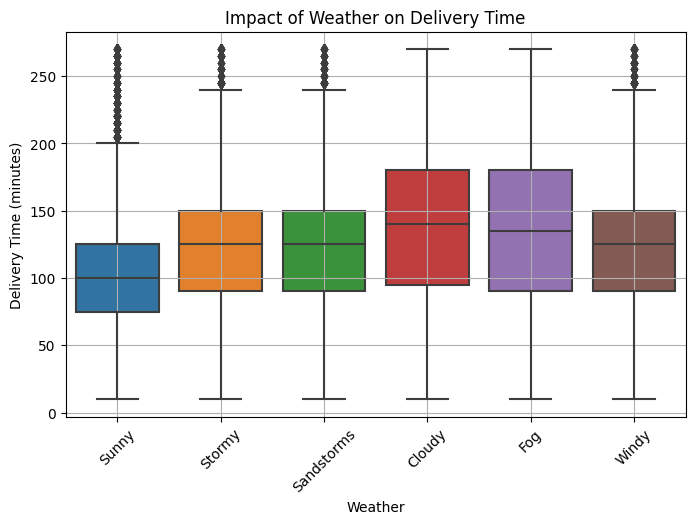 Impact of Weather on Delivery Time
Delivery Time (minutes)
250
200
150
100
50
0
Sunny
Stormy
Sandstorms
Cloudy
Fog
Windy
Weather